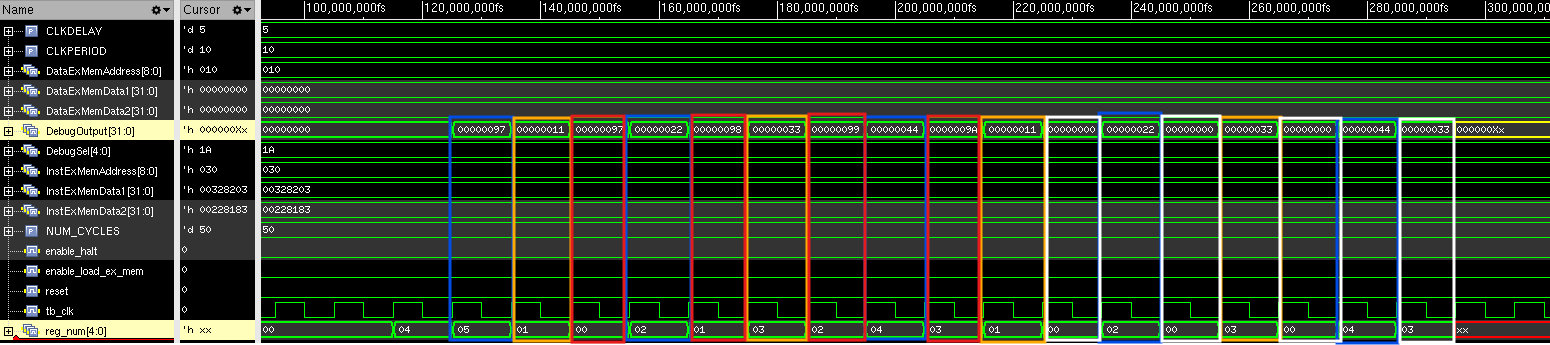 Name Cursor 100,000,000fs 120,000,000fs 140,000,000fs 160,000,000fs 180,000,000fs 200,000,000fs 220,000,000fs 240,000,000fs 260,000,000fs 280,000,000fs 300,000,0
CLKDELAY 'd 5 5
CLKPERIOD 'd 10 10
DataExMemAddress[8:0] 'h 010 010
DataExMemData1[31:0] 'h 00000000 00000000
DataExMemData2[31:0] 'h 00000000 00000000
DebugOutput[31:0] 'h 000000Xx 00000000 00000097 00000011 00000097 00000022 00000098 00000033 00000099 00000044 0000009A 00000011 00000000 00000022 00000000 00000033 00000000 00000044 00000033 000000Xx
DebugSel[4:0] 'h 1A 1A
InstExMemAddress[8:0] 'h 030 030
InstExMemData1[31:0] 'h 00328203 00328203
InstExMemData2[31:0] 'h 00228183 00228183
NUM_CYCLES 'd 50 50
enable_halt 0
enable_load_ex_mem 0
reset 0
tb_clk 0
reg_num[4:0] 'h xx 00 04 05 01 00 02 01 03 02 04 03 01 00 02 00 03 00 04 03 xx